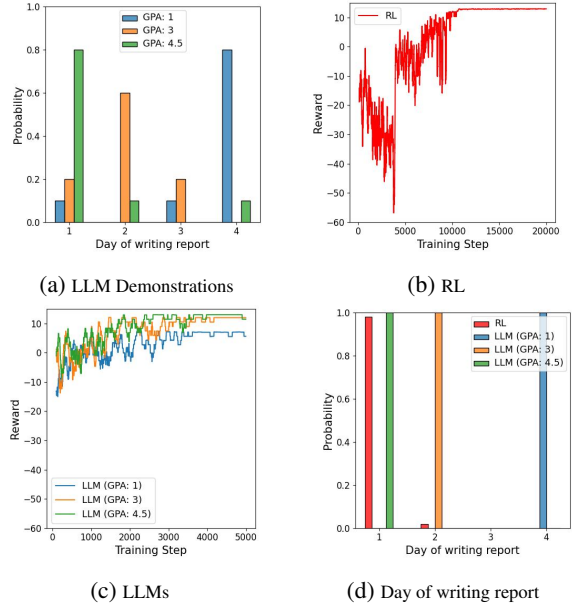 GPA: 1
GPA: 3
GPA: 4.5
Probability
1.0
0.8
0.6
0.4
0.2
0.0
1 2 3 4
Day of writing report
(a) LLM Demonstrations
RL
Reward
10
0
−10
−20
−30
−40
−50
−60
0 5000 10000 15000 20000
Training Step
(b) RL
Reward
10
0
−10
−20
−30
−40
−50
−60
LLM (GPA: 1)
LLM (GPA: 3)
LLM (GPA: 4.5)
0 1000 2000 3000 4000 5000
Training Step
(c) LLMs
RL
LLM (GPA: 1)
LLM (GPA: 3)
LLM (GPA: 4.5)
Probability
1.0
0.8
0.6
0.4
0.2
0.0
1 2 3 4
Day of writing report
(d) Day of writing report